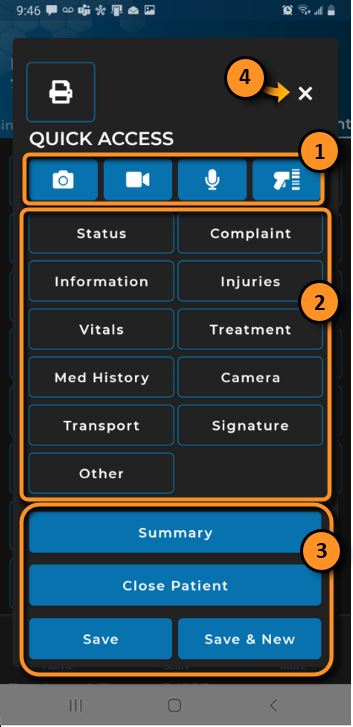 9:46
4
QUICK ACCESS
1
Status Complaint
Information Injuries
2
Vitals Treatment
Med History Camera
Transport Signature
Other
Summary
3
Close Patient
Save Save & New